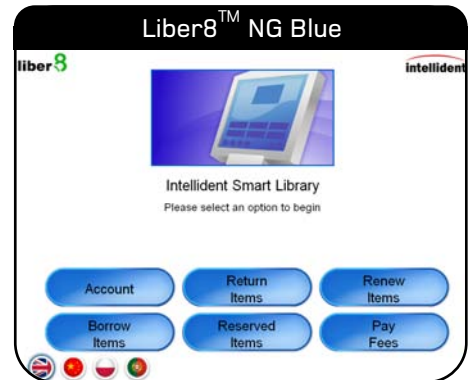 Liber8™ NG Blue
liber8
intellident
Intellident Smart Library
Please select an option to begin
Account
Return
Items
Renew
Items
Borrow
Items
Reserved
Items
Pay
Fees